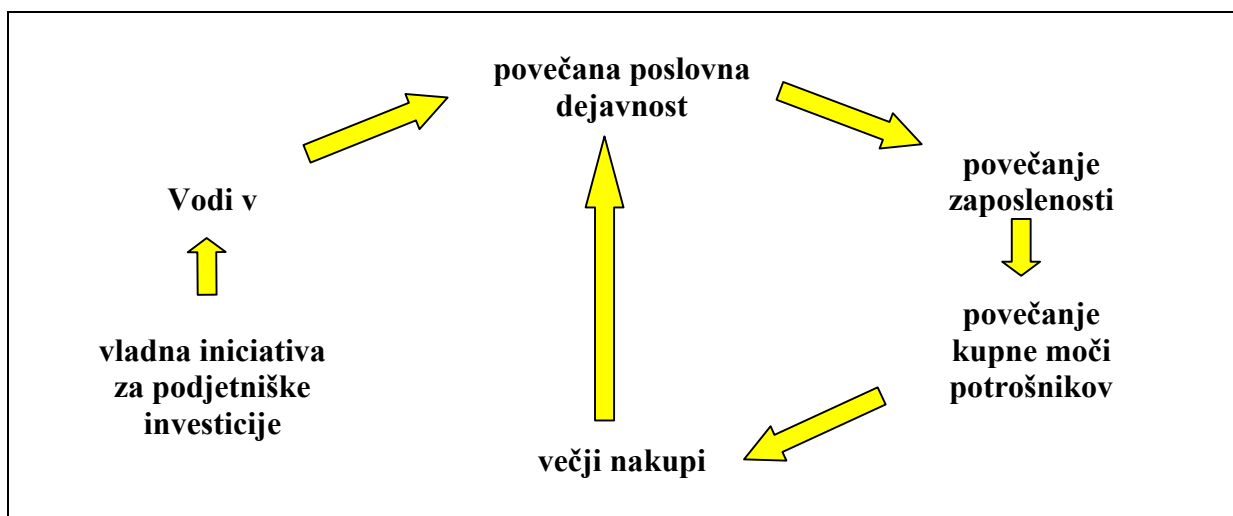 povečana poslovna
dejavnost
povečanje
zaposlenosti
Vodi v
povečanje
kupne moči
potrošnikov
vladna iniciativa
za podjetniške
investicije
večji nakupi